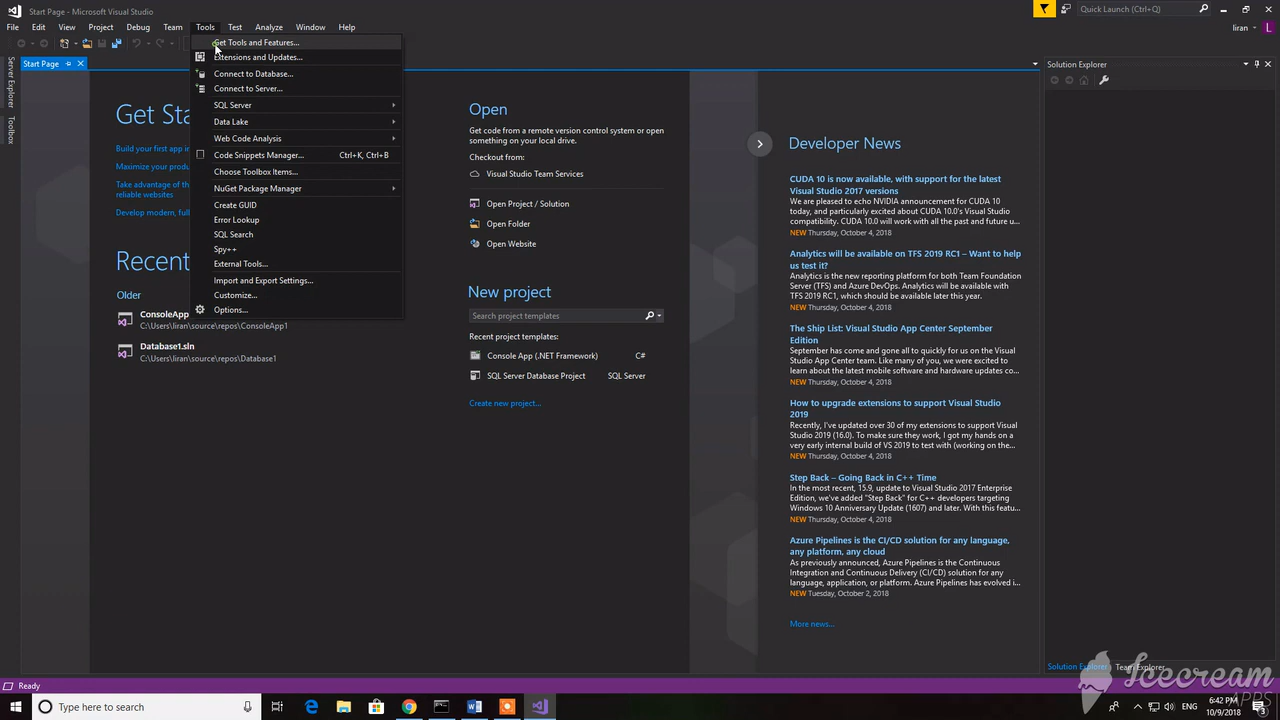 Start Page - Microsoft Visual Studio
Quick Launch (Ctrl+Q)
File Edit View Project Debug Team Tools Test Analyze Window Help
liran
L
Server Explorer
Toolbox
Start Page
Get Tools and Features...
Extensions and Updates...
Connect to Database...
Connect to Server...
SQL Server
Data Lake
Web Code Analysis
Code Snippets Manager... Ctrl+K, Ctrl+B
Choose Toolbox Items...
NuGet Package Manager
Create GUID
Error Lookup
SQL Search
Spy++
External Tools...
Import and Export Settings...
Customize...
Options...
Get Sta
Build your first app i
Maximize your produ
Take advantage of th
reliable websites
Develop modern, full
Recent
Older
ConsoleApp
C:\Users\liran\source\repos\ConsoleApp1
Database1.sln
C:\Users\liran\source\repos\Database1
Open
Get code from a remote version control system or open
something on your local drive.
Checkout from:
Visual Studio Team Services
Open Project / Solution
Open Folder
Open Website
New project
Search project templates
Recent project templates:
Console App (.NET Framework) C#
SQL Server Database Project SQL Server
Create new project...
Developer News
CUDA 10 is now available, with support for the latest
Visual Studio 2017 versions
We are pleased to echo NVIDIA announcement for CUDA 10
today, and particularly excited about CUDA 10.0's Visual
Studio compatibility. CUDA 10.0 will work with all the past and future u...
NEW Thursday, October 4, 2018
Analytics will be available on TFS 2019 RC1 – Want to help
us test it?
Analytics is the new reporting platform for both Team Foundation
Server (TFS) and Azure DevOps. Analytics will be available with
TFS 2019 RC1, which should be available later this year.
NEW Thursday, October 4, 2018
The Ship List: Visual Studio App Center September
Edition
September has come and gone all to quickly for us on the Visual
Studio App Center team. Like many of you, we were excited to
learn about the latest mobile software and hardware updates co...
NEW Thursday, October 4, 2018
How to upgrade extensions to support Visual Studio
2019
Recently, I've updated over 30 of my extensions to support Visual
Studio 2019 (16.0). To make sure they work, I got my hands on a
very early internal build of VS 2019 to test with (working on the...
NEW Thursday, October 4, 2018
Step Back – Going Back in C++ Time
In the most recent, 15.9, update to Visual Studio 2017 Enterprise
Edition, we've added "Step Back" for C++ developers targeting
Windows 10 Anniversary Update (1607) and later. With this featu...
NEW Thursday, October 4, 2018
Azure Pipelines is the CI/CD solution for any language,
any platform, any cloud
As previously announced, Azure Pipelines is the Continuous
Integration and Continuous Delivery (CI/CD) solution for any
language, application, or platform. Azure Pipelines has evolved i...
NEW Tuesday, October 2, 2018
More news...
Solution Explorer
Solution Explorer Team Explorer
Icecream
APPS
Ready
Type here to search
ENG
6:42 PM
10/9/2018